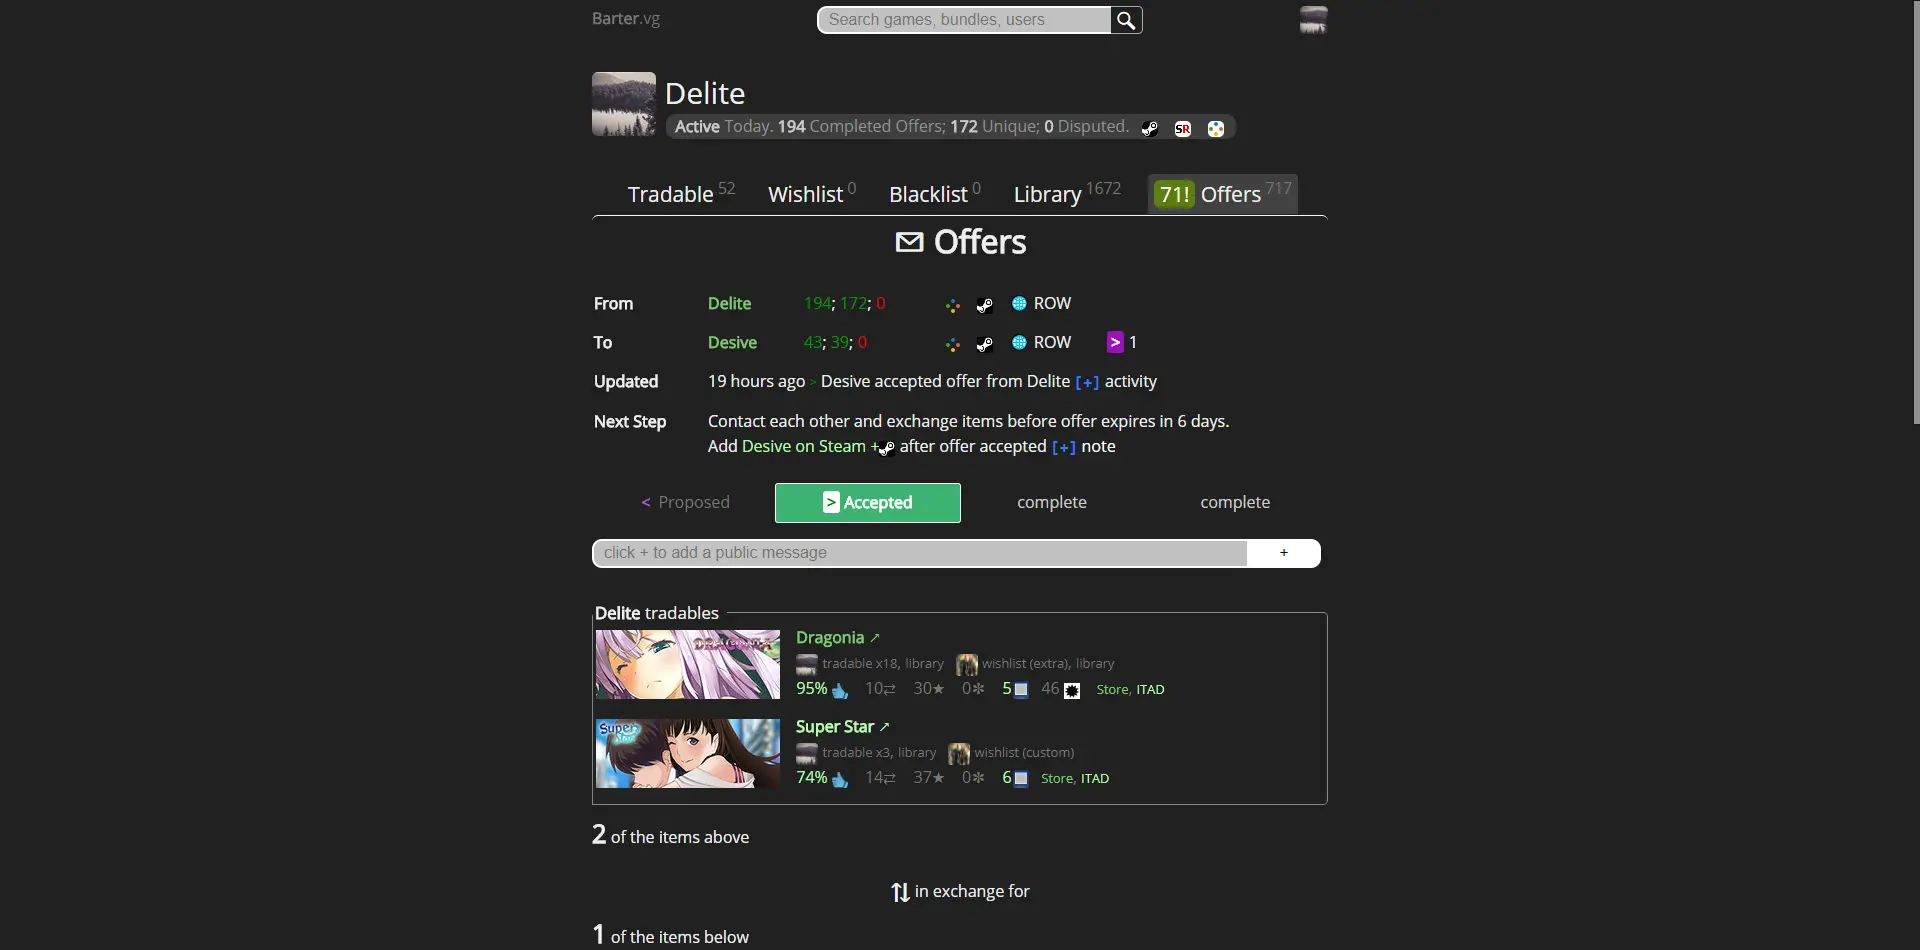 Barter.vg
Search games, bundles, users
Delite
Active Today. 194 Completed Offers; 172 Unique; 0 Disputed. SR
Tradable 52 Wishlist 0 Blacklist 0 Library 1672 71! Offers 717
Offers
From Delite 194; 172; 0 ROW
To Desive 43; 39; 0 ROW > 1
Updated 19 hours ago > Desive accepted offer from Delite [+] activity
Next Step Contact each other and exchange items before offer expires in 6 days.
Add Desive on Steam + after offer accepted [+] note
< Proposed > Accepted complete complete
click + to add a public message +
Delite tradables
DRAGONIA
Dragonia ↗
tradable x18, library wishlist (extra), library
95% 10⇄ 30★ 0✻ 5 46 Store, ITAD
Super Star
Super Star ↗
tradable x3, library wishlist (custom)
74% 14⇄ 37★ 0✻ 6 Store, ITAD
2 of the items above
in exchange for
1 of the items below